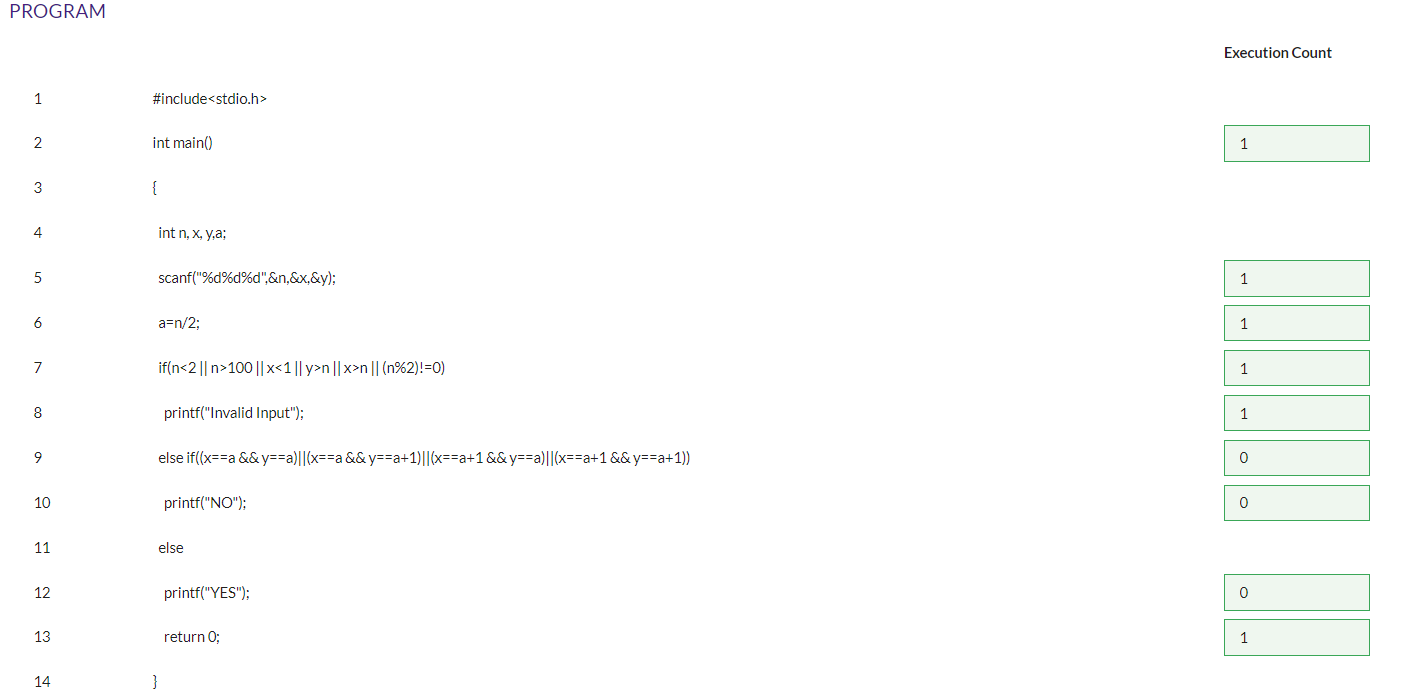 PROGRAM
Execution Count
1 #include<stdio.h>
2 int main() 1
3 {
4 int n, x, y,a;
5 scanf("%d%d%d",&n,&x,&y); 1
6 a=n/2; 1
7 if(n<2 || n>100 || x<1 || y>n || x>n || (n%2)!=0) 1
8 printf("Invalid Input"); 1
9 else if((x==a && y==a)||(x==a && y==a+1)||(x==a+1 && y==a)||(x==a+1 && y==a+1)) 0
10 printf("NO"); 0
11 else
12 printf("YES"); 0
13 return 0; 1
14 }